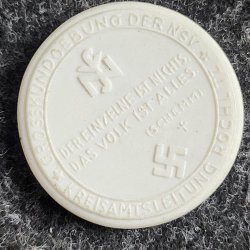 GROSSKUNDGEBUNG DER NSV
DER EINZELNE IST NICHTS
DAS VOLK IST ALLES
KREISAMTSLEITUNG